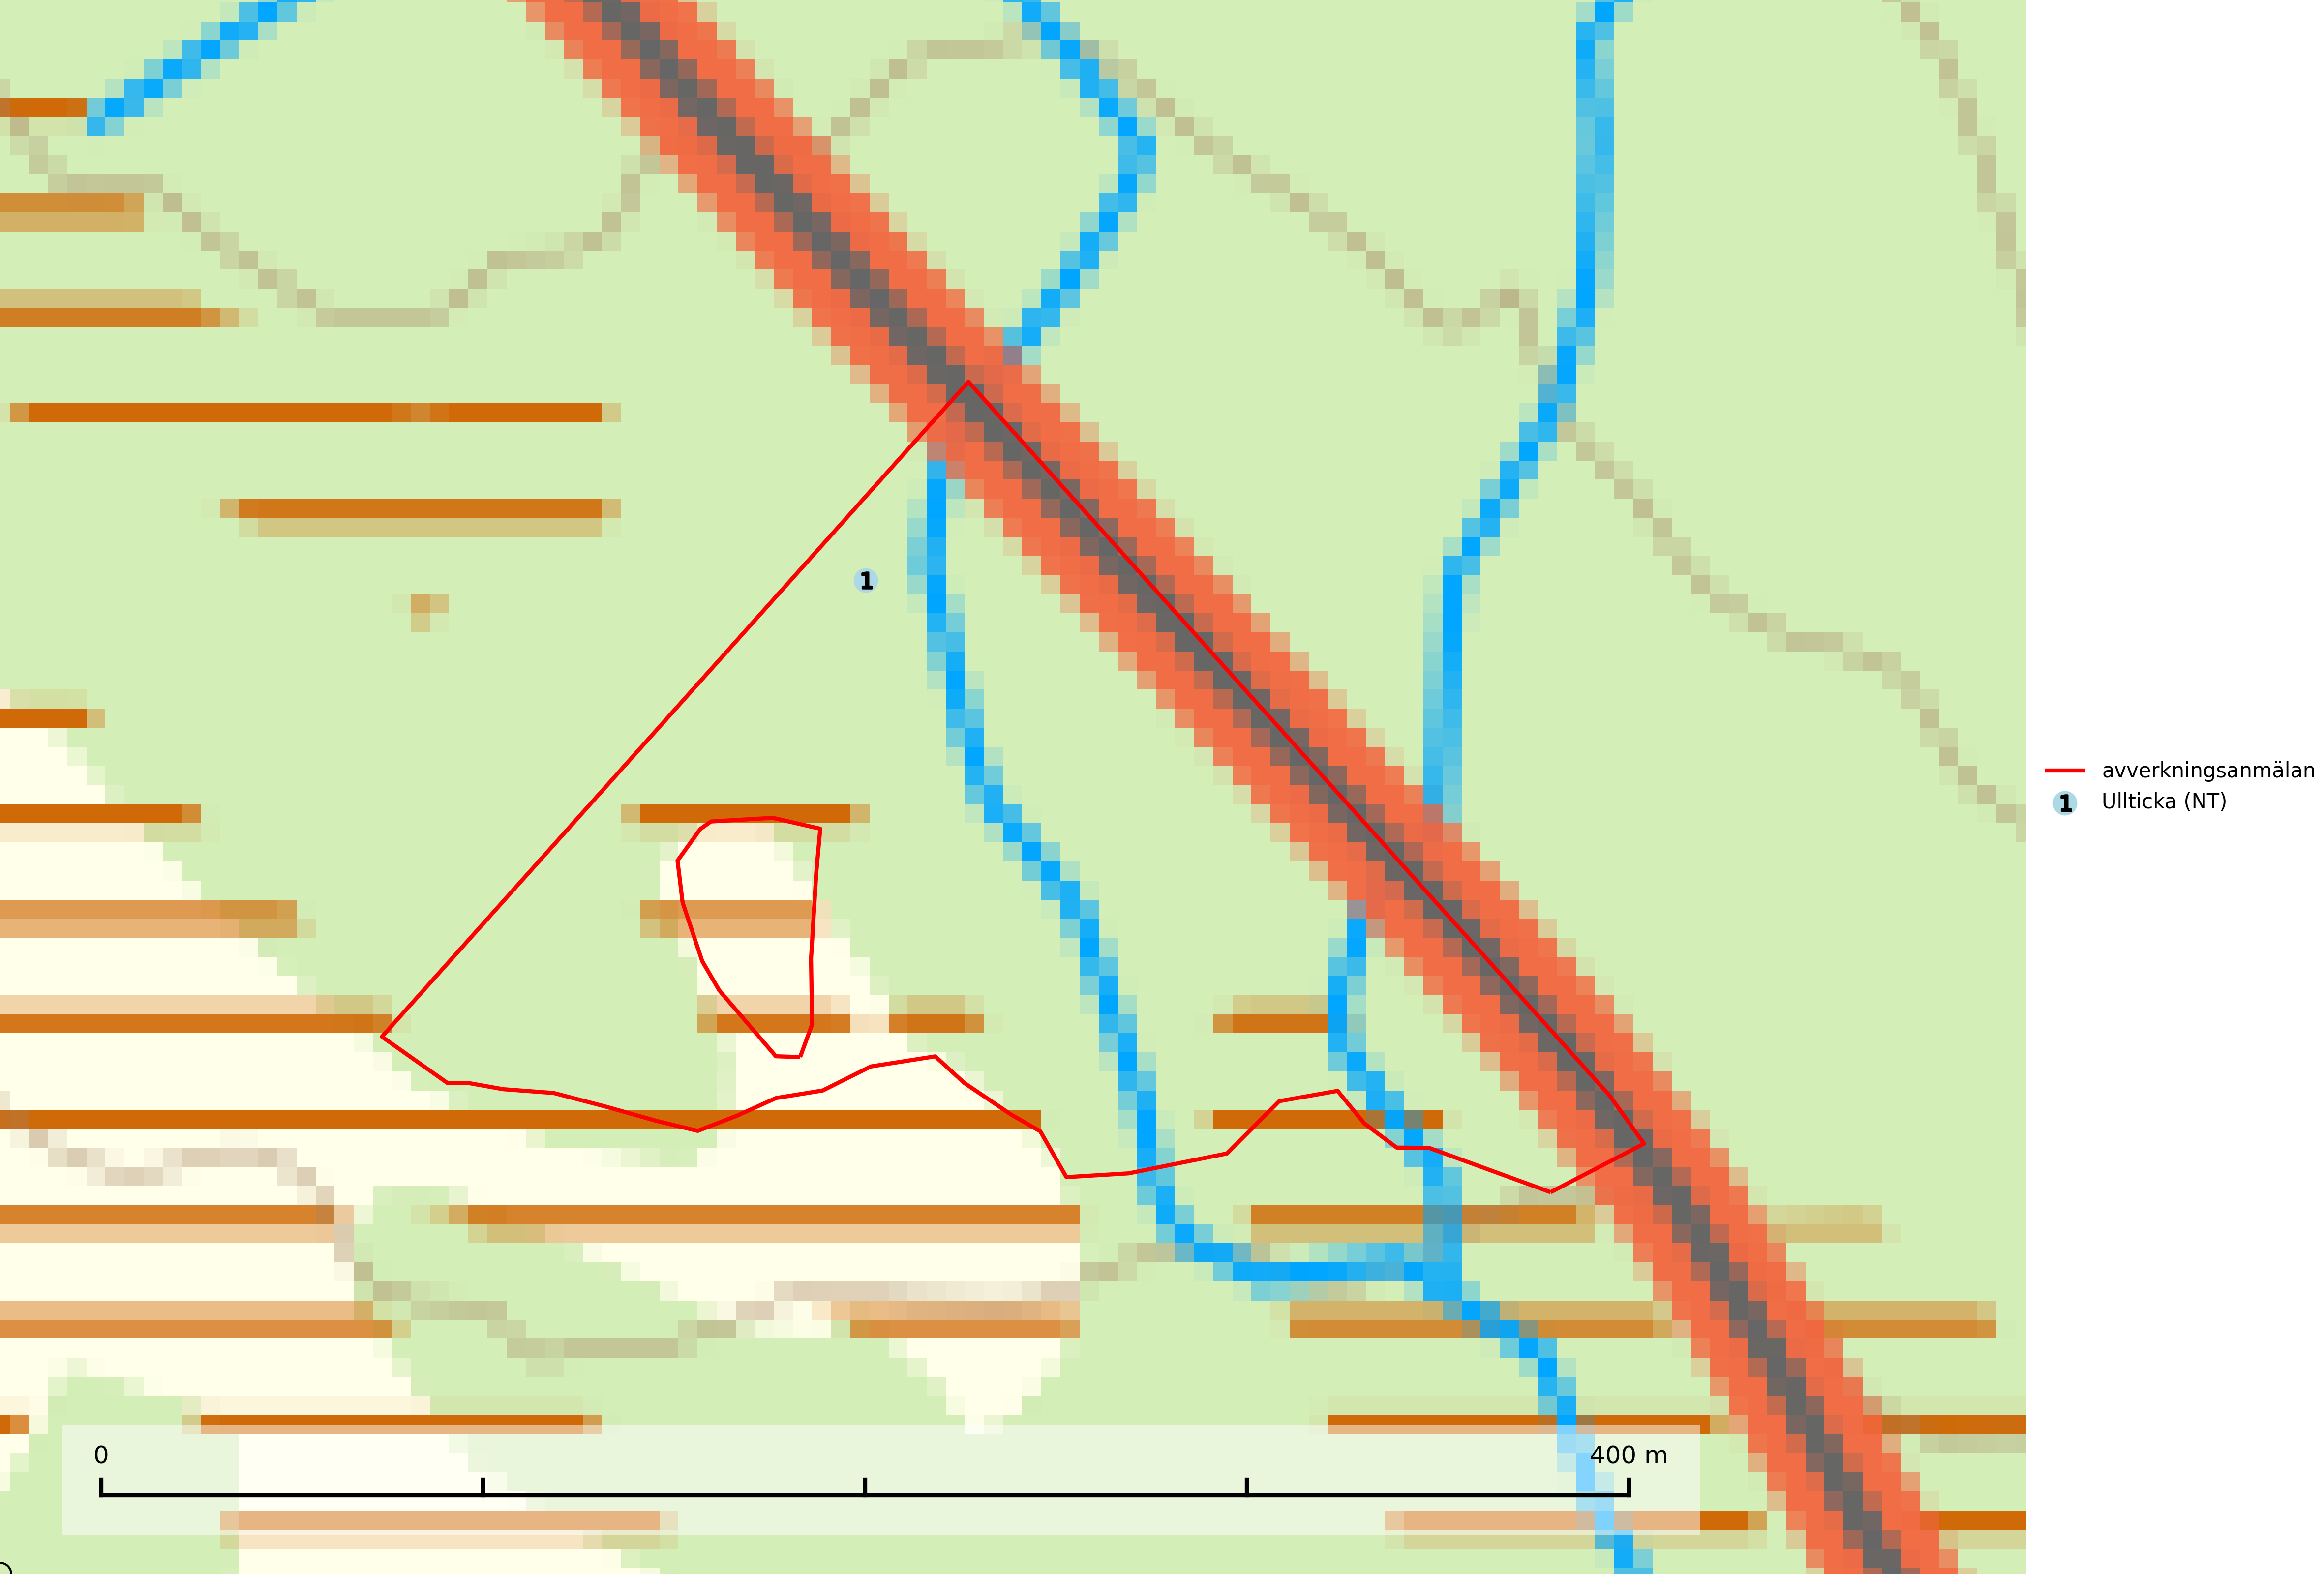 1
avverkningsanmälan
1 Ullticka (NT)
0 400 m